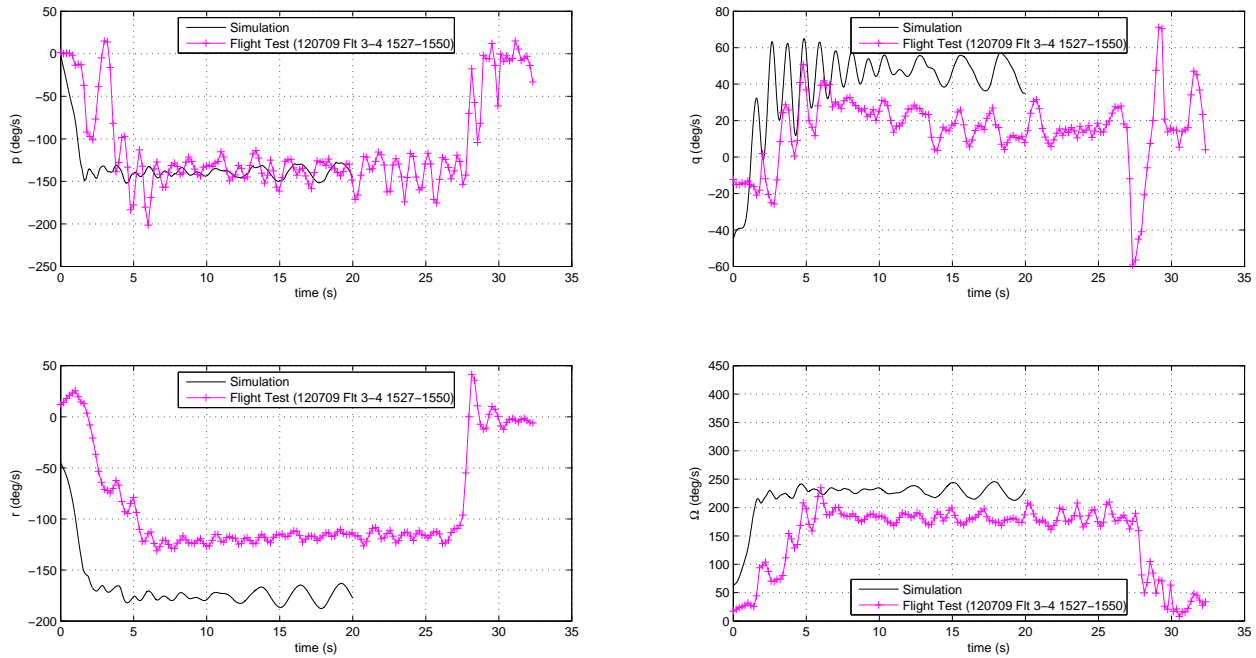 Simulation
Flight Test (120709 Flt 3−4 1527−1550)
p (deg/s)
50
0
−50
−100
−150
−200
−250
0 5 10 15 20 25 30 35
time (s)
Simulation
Flight Test (120709 Flt 3−4 1527−1550)
q (deg/s)
80
60
40
20
0
−20
−40
−60
0 5 10 15 20 25 30 35
time (s)
Simulation
Flight Test (120709 Flt 3−4 1527−1550)
r (deg/s)
50
0
−50
−100
−150
−200
0 5 10 15 20 25 30 35
time (s)
Ω (deg/s)
450
400
350
300
250
200
150
100
50
0
Simulation
Flight Test (120709 Flt 3−4 1527−1550)
0 5 10 15 20 25 30 35
time (s)